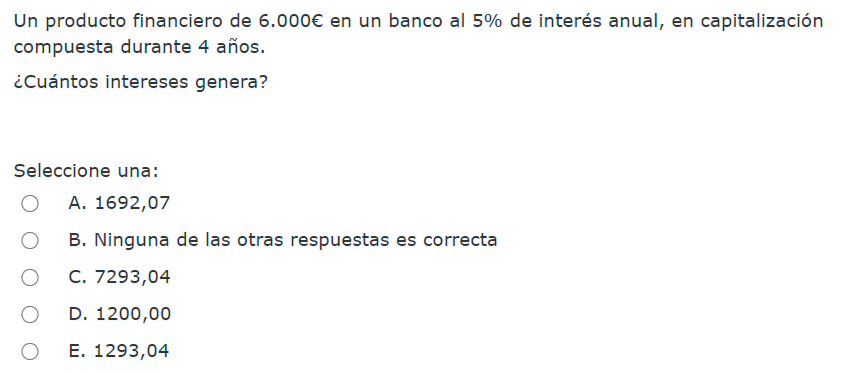 Un producto financiero de 6.000€ en un banco al 5% de interés anual, en capitalización
compuesta durante 4 años.
¿Cuántos intereses genera?
Seleccione una:
A. 1692,07
B. Ninguna de las otras respuestas es correcta
C. 7293,04
D. 1200,00
E. 1293,04